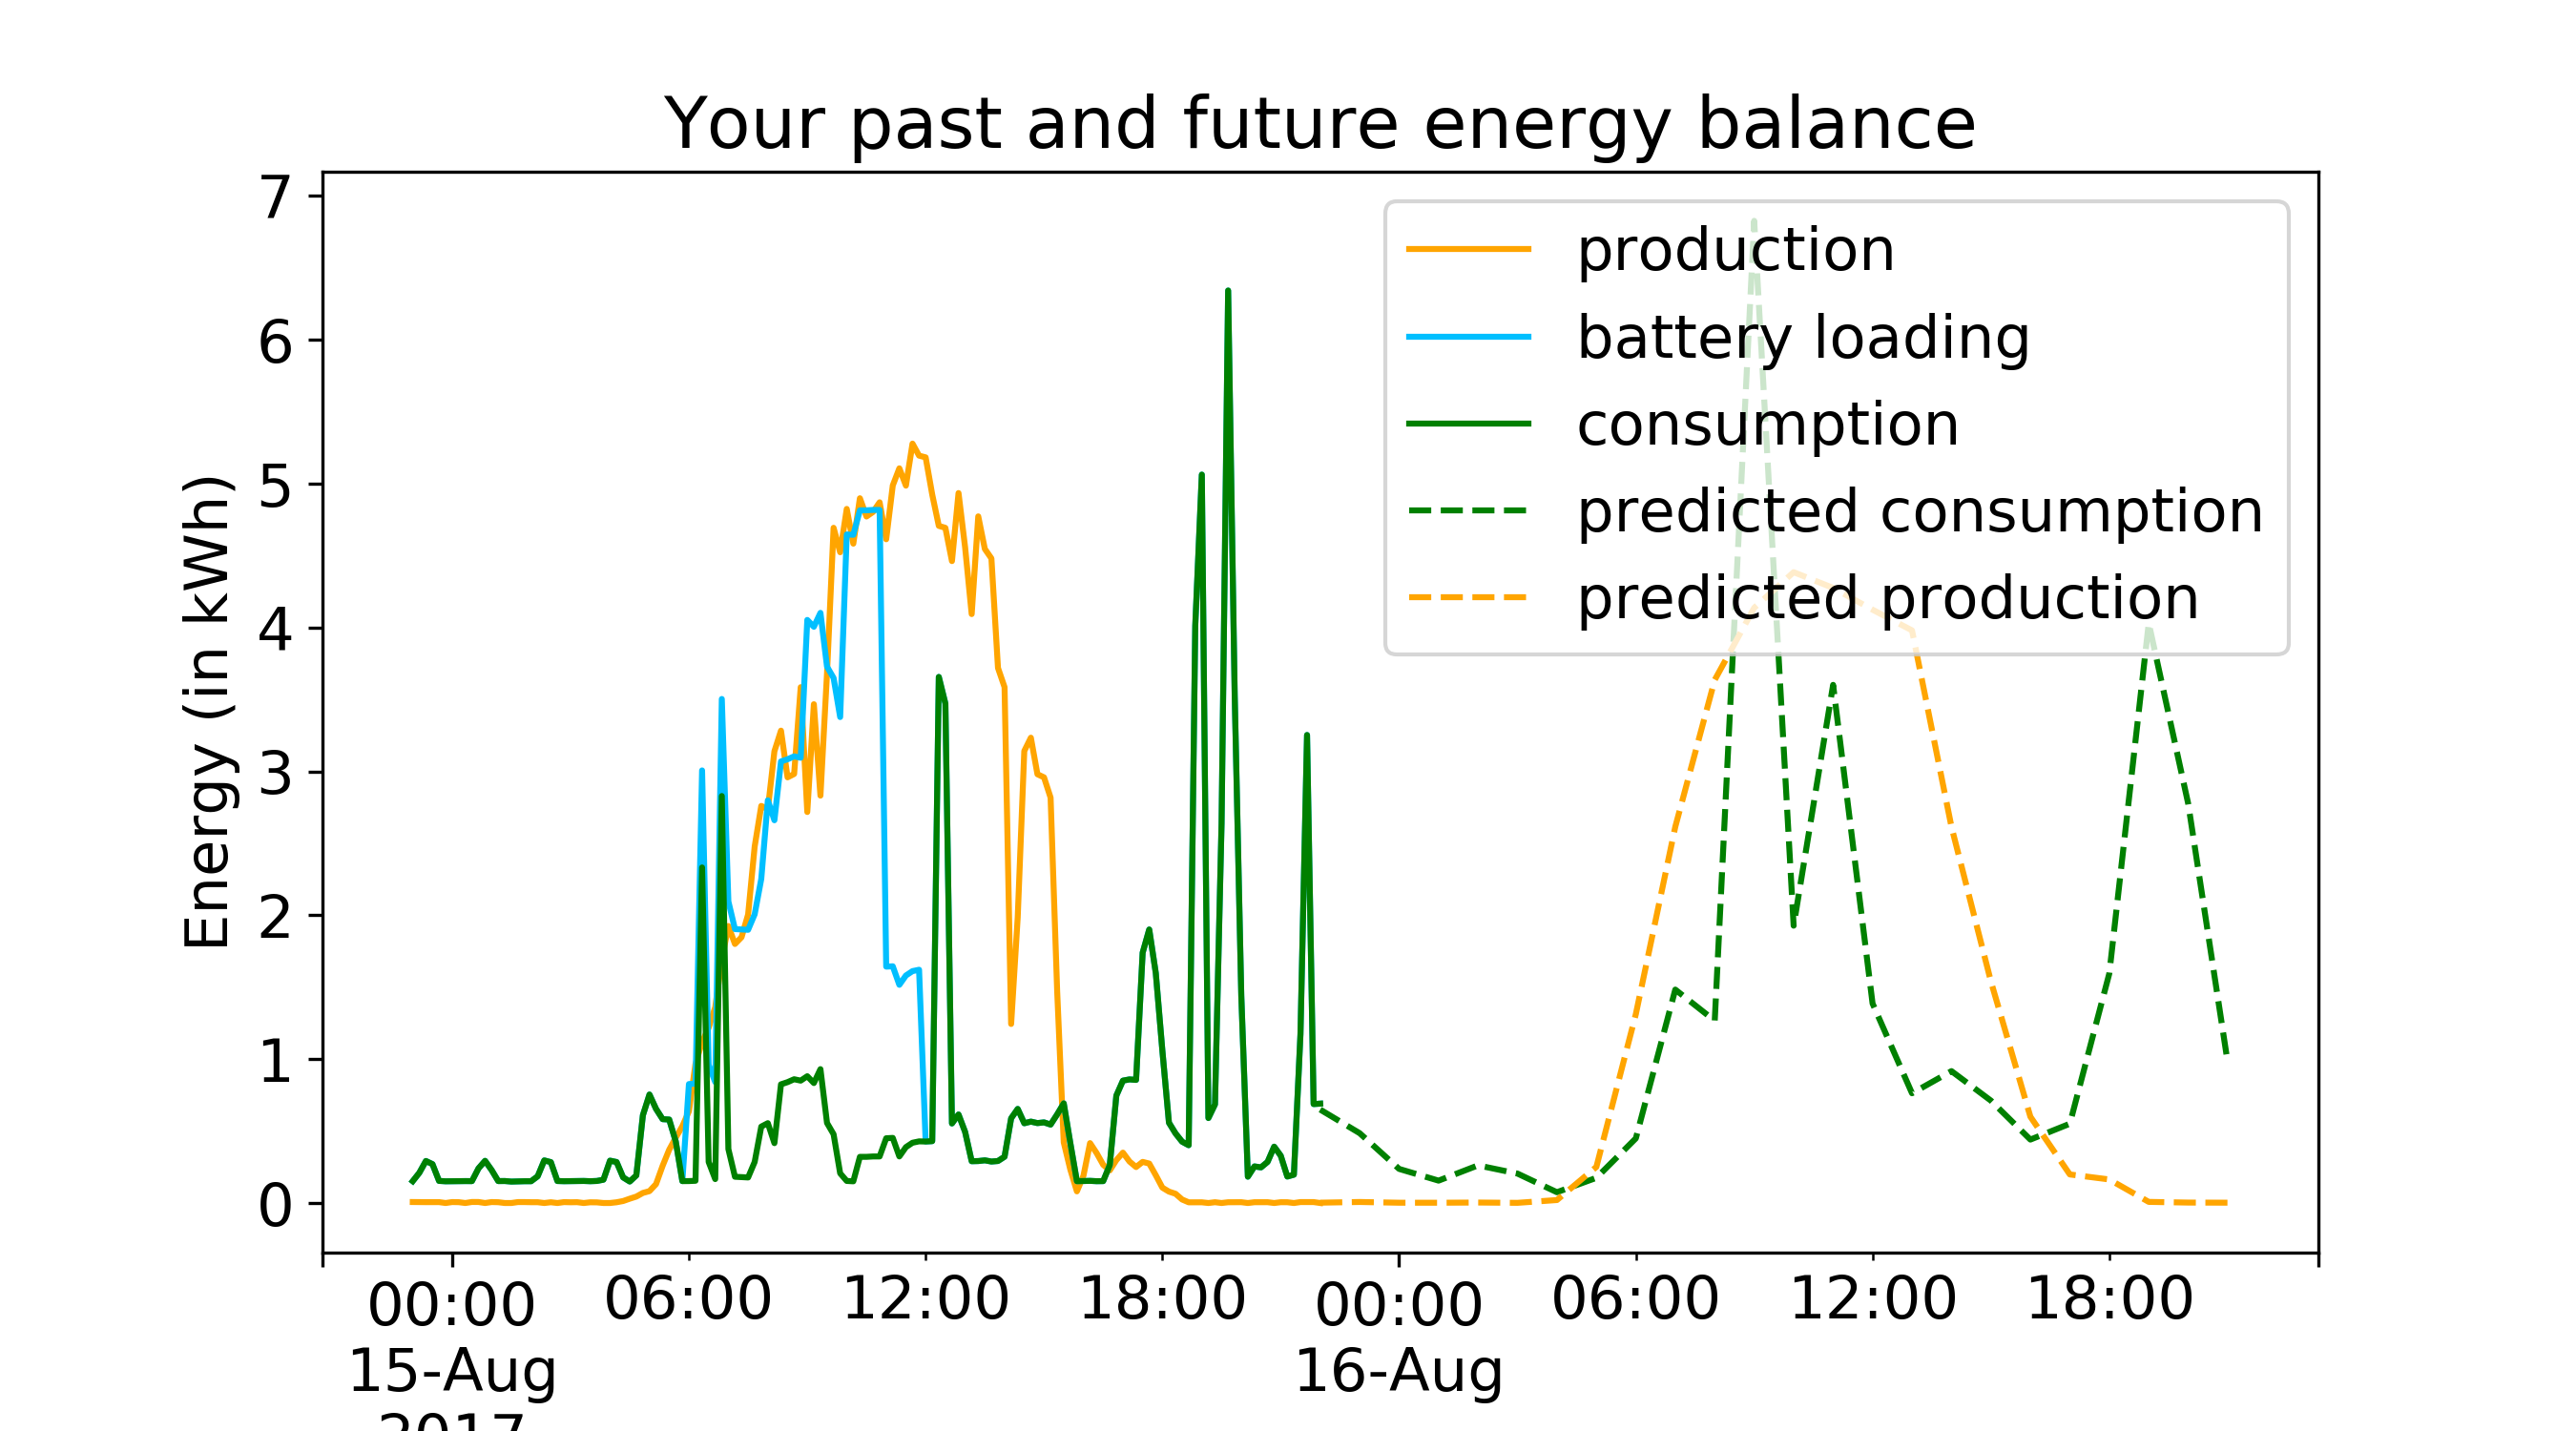 Your past and future energy balance
Energy (in kWh)
7
6
5
4
3
2
1
0
production
battery loading
consumption
predicted consumption
predicted production
00:00 06:00 12:00 18:00 00:00 06:00 12:00 18:00
15-Aug 16-Aug
2017